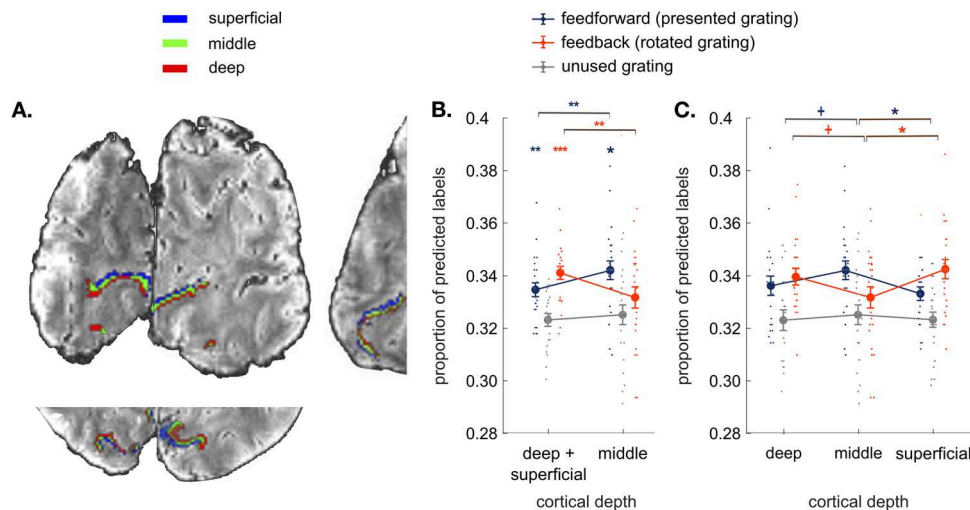 superficial
middle
deep
feedforward (presented grating)
feedback (rotated grating)
unused grating
A.
B.
C.
**
**
** *** *
0.4
0.38
0.36
0.34
0.32
0.30
0.28
proportion of predicted labels
deep +
superficial
middle
cortical depth
+ *
+ *
0.4
0.38
0.36
0.34
0.32
0.30
0.28
proportion of predicted labels
deep
middle
superficial
cortical depth